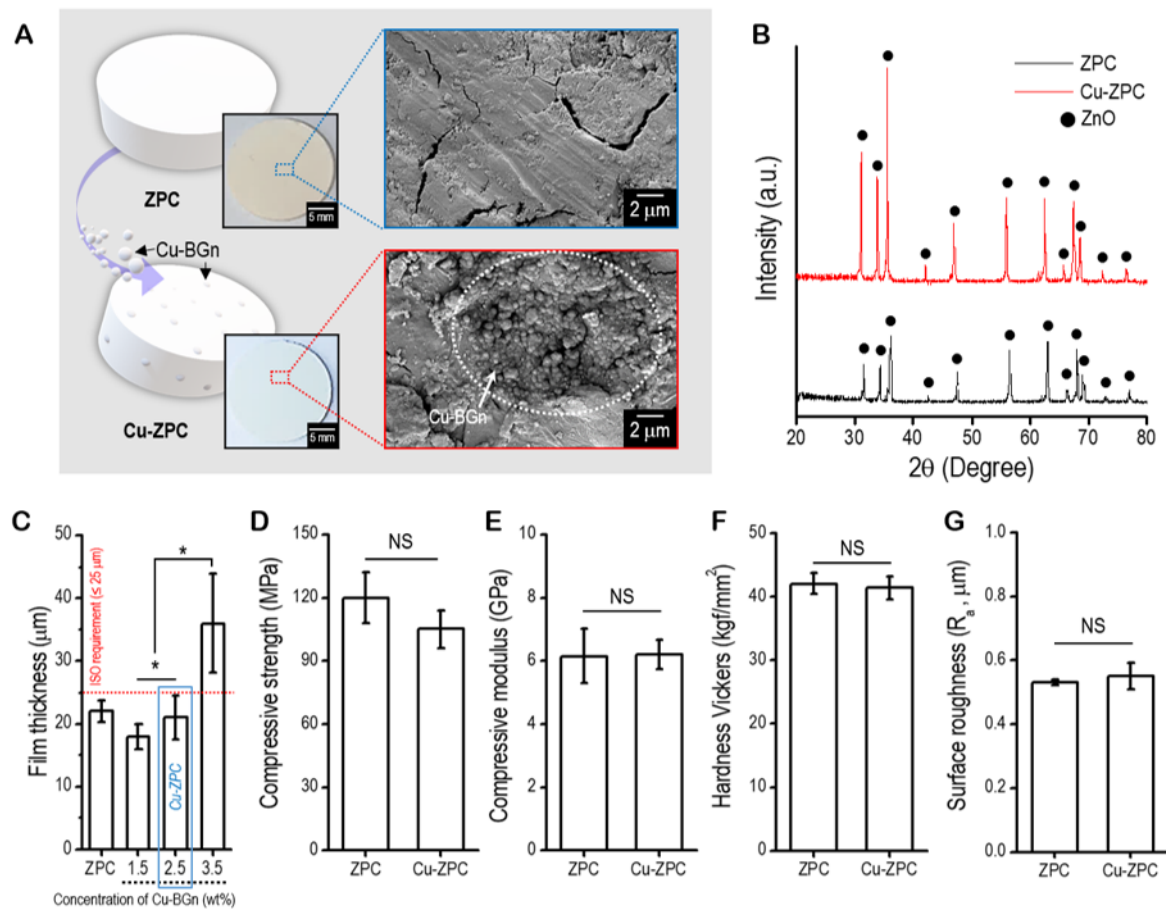 A
ZPC
Cu-BGn
Cu-ZPC
5 mm
5 mm
2 μm
Cu-BGn
2 μm
B
Intensity (a.u.)
ZPC
Cu-ZPC
ZnO
20 30 40 50 60 70 80
2θ (Degree)
C
Film thickness (μm)
50
40
30
20
10
0
ISO requirement (≤ 25 μm)
*
*
Cu-ZPC
ZPC 1.5 2.5 3.5
Concentration of Cu-BGn (wt%)
D
Compressive strength (MPa)
150
120
90
60
30
0
NS
ZPC Cu-ZPC
E
Compressive modulus (GPa)
10
8
6
4
2
0
NS
ZPC Cu-ZPC
F
Hardness Vickers (kgf/mm²)
50
40
30
20
10
0
NS
ZPC Cu-ZPC
G
Surface roughness (Rₐ , μm)
1.0
0.8
0.6
0.4
0.2
0.0
NS
ZPC Cu-ZPC